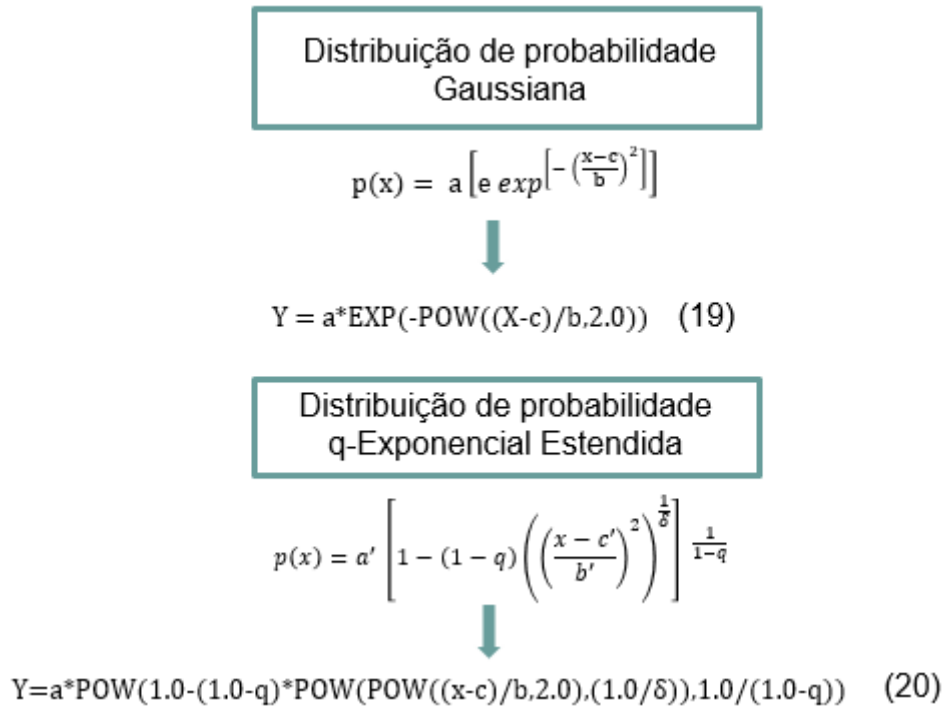 Distribuição de probabilidade
Gaussiana
p(x) = a [e exp^[-((x-c)/b)^2]]
Y = a*EXP(-POW((X-c)/b,2.0)) (19)
Distribuição de probabilidade
q-Exponencial Estendida
p(x) = a′ [1 − (1 − q) (((x − c′)/b′)^2)^(1/δ)]^(1/(1−q))
Y=a*POW(1.0-(1.0-q)*POW(POW((x-c)/b,2.0),(1.0/δ)),1.0/(1.0-q)) (20)